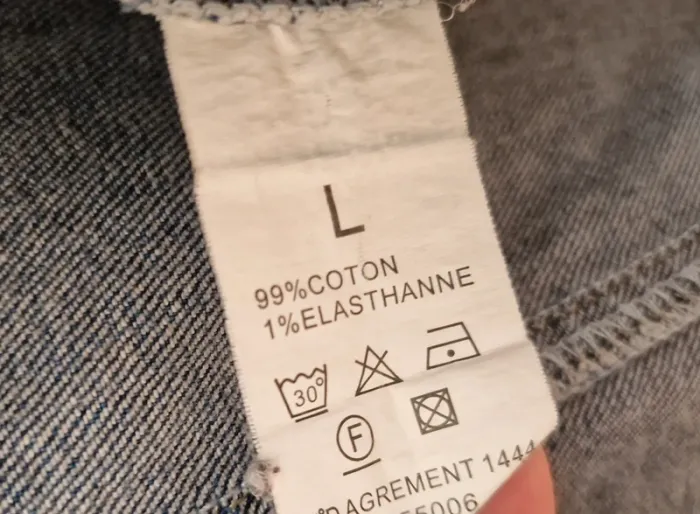 L
99%COTON
1%ELASTHANNE
30°
F
AGREMENT 1444